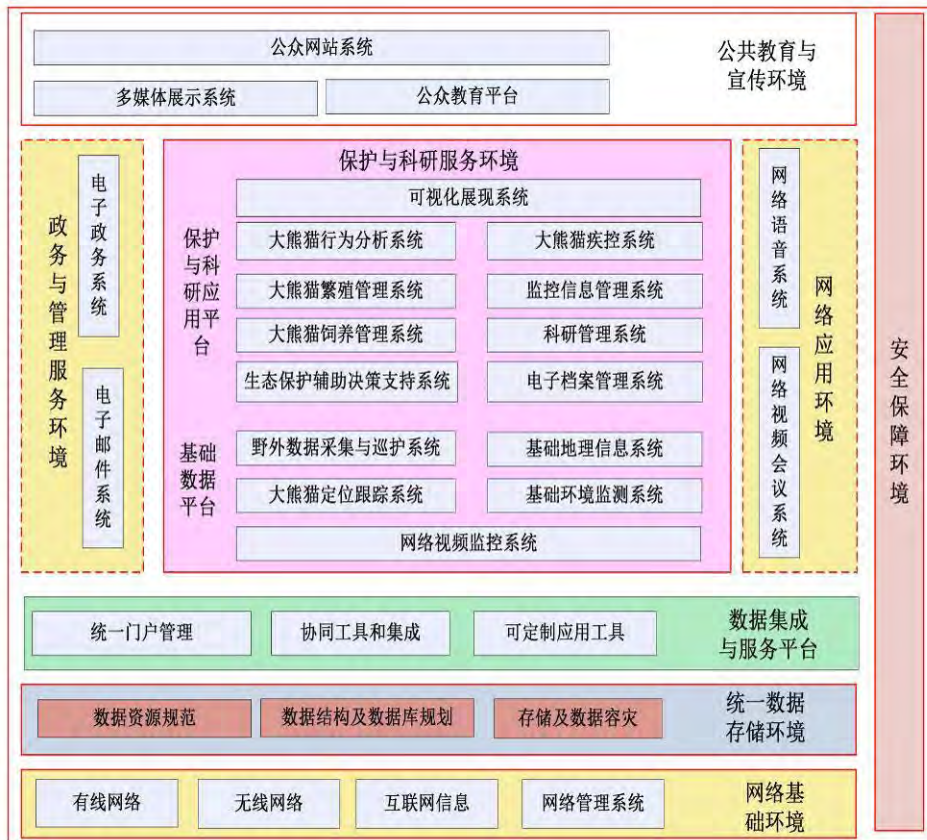 公众网站系统
多媒体展示系统
公众教育平台
公共教育与
宣传环境
政务与管理服务环境
电子政务系统
电子邮件系统
保护与科研服务环境
可视化展现系统
保护
与科
研应
用平
台
大熊猫行为分析系统
大熊猫疾控系统
大熊猫繁殖管理系统
监控信息管理系统
大熊猫饲养管理系统
科研管理系统
生态保护辅助决策支持系统
电子档案管理系统
基础
数据
平台
野外数据采集与巡护系统
基础地理信息系统
大熊猫定位跟踪系统
基础环境监测系统
网络视频监控系统
网络语音系统
网络视频会议系统
网络应用环境
安全保障环境
统一门户管理
协同工具和集成
可定制应用工具
数据集成
与服务平台
数据资源规范
数据结构及数据库规划
存储及数据容灾
统一数据
存储环境
有线网络
无线网络
互联网信息
网络管理系统
网络基
础环境